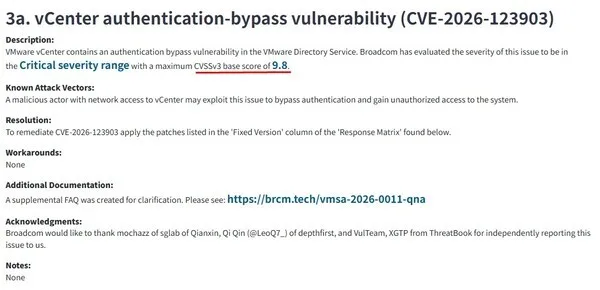 3a. vCenter authentication-bypass vulnerability (CVE-2026-123903)
Description:
VMware vCenter contains an authentication bypass vulnerability in the VMware Directory Service. Broadcom has evaluated the severity of this issue to be in
the Critical severity range with a maximum CVSSv3 base score of 9.8.
Known Attack Vectors:
A malicious actor with network access to vCenter may exploit this issue to bypass authentication and gain unauthorized access to the system.
Resolution:
To remediate CVE-2026-123903 apply the patches listed in the 'Fixed Version' column of the 'Response Matrix' found below.
Workarounds:
None
Additional Documentation:
A supplemental FAQ was created for clarification. Please see: https://brcm.tech/vmsa-2026-0011-qna
Acknowledgments:
Broadcom would like to thank mochazz of sglab of Qianxin, Qi Qin (@LeoQ7_) of depthfirst, and VulTeam, XGTP from ThreatBook for independently reporting this
issue to us.
Notes:
None